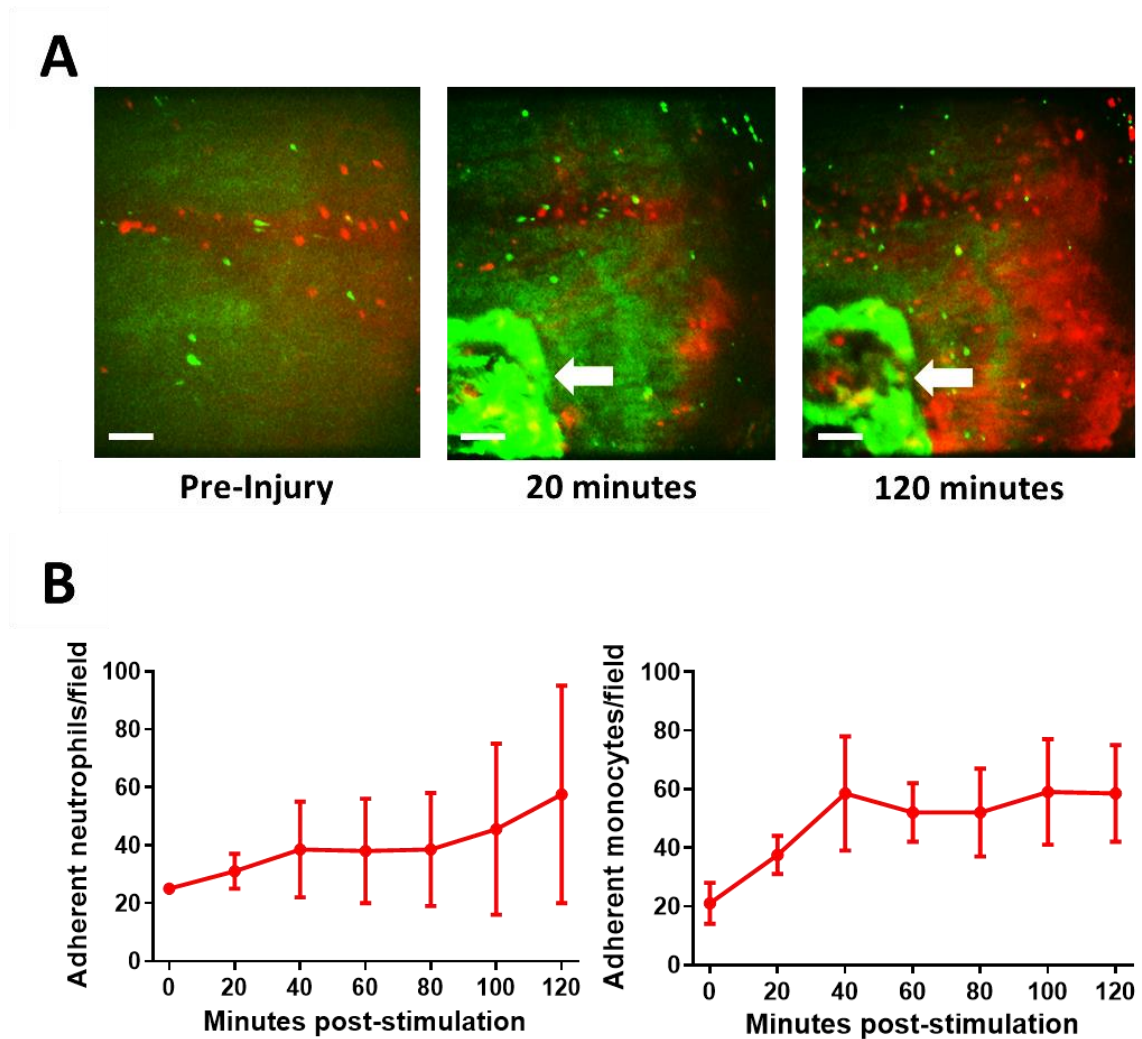 A
Pre-Injury
20 minutes
120 minutes
B
Adherent neutrophils/field
100
80
60
40
20
0
0 20 40 60 80 100 120
Minutes post-stimulation
Adherent monocytes/field
100
80
60
40
20
0
0 20 40 60 80 100 120
Minutes post-stimulation